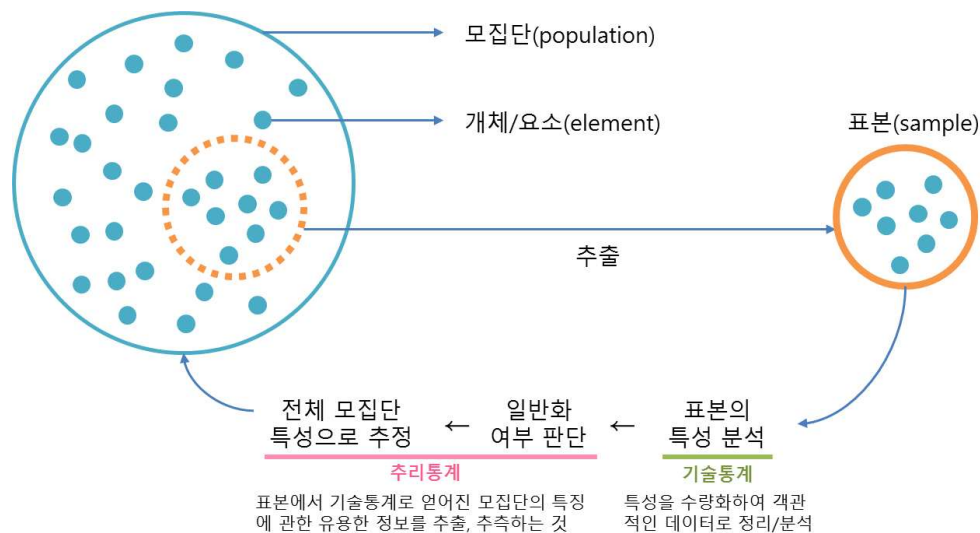 모집단(population)
개체/요소(element)
표본(sample)
추출
전체 모집단
특성으로 추정
←
일반화
여부 판단
←
표본의
특성 분석
추리통계
기술통계
표본에서 기술통계로 얻어진 모집단의 특징
에 관한 유용한 정보를 추출, 추측하는 것
특성을 수량화하여 객관
적인 데이터로 정리/분석